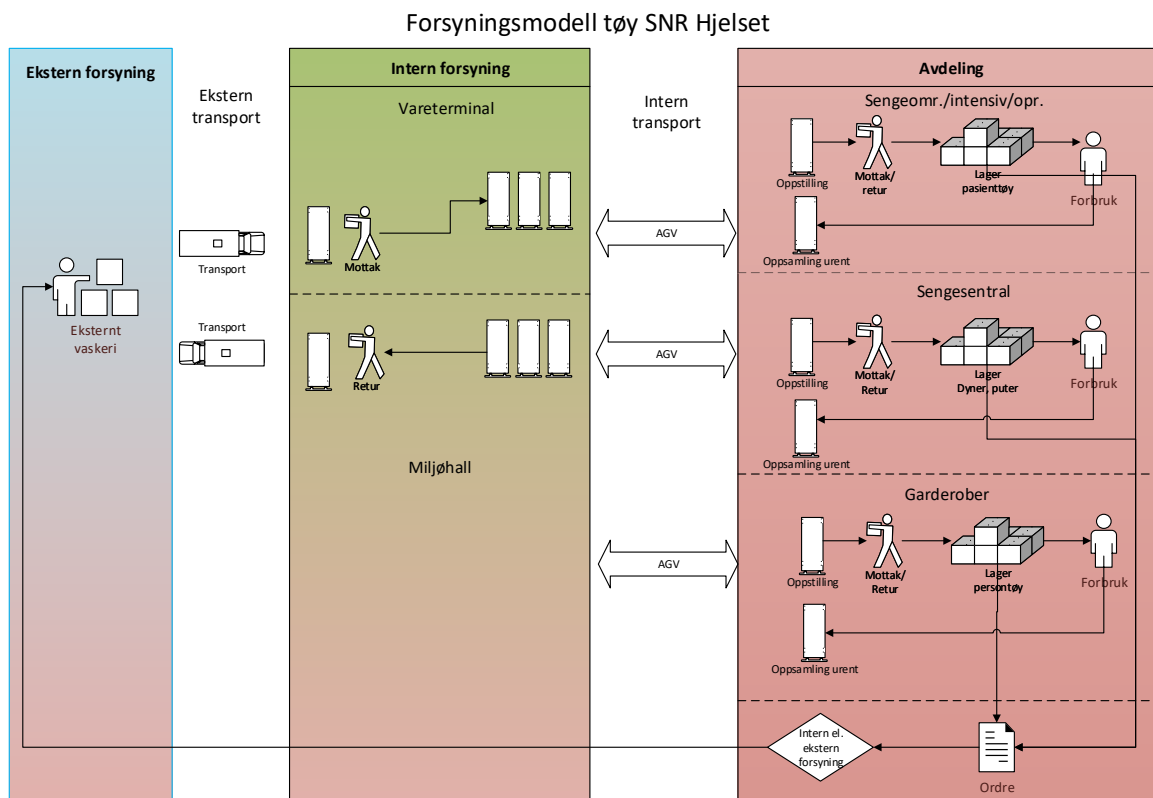 Forsyningsmodell tøy SNR Hjelset
Ekstern forsyning
Ekstern
transport
Intern forsyning
Vareterminal
Intern
transport
Avdeling
Sengeomr./intensiv/opr.
Oppstilling
Mottak/
retur
Lager
pasienttøy
Forbruk
Oppsamling urent
Transport
Mottak
AGV
Eksternt
vaskeri
Transport
Retur
AGV
Miljøhall
Sengesentral
Oppstilling
Mottak/
Retur
Lager
Dyner, puter
Forbruk
Oppsamling urent
Garderober
AGV
Oppstilling
Mottak/
Retur
Lager
persontøy
Forbruk
Oppsamling urent
Intern el.
ekstern
forsyning
Ordre